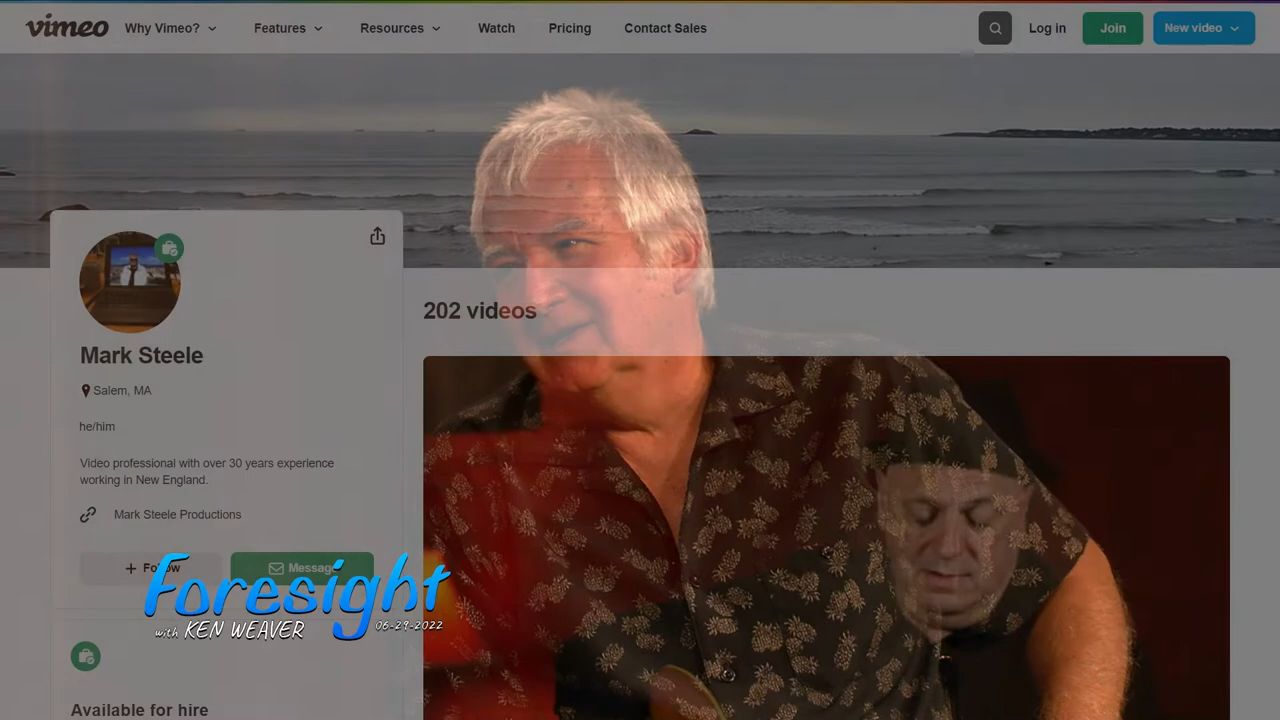 vimeo Why Vimeo? Features Resources Watch Pricing Contact Sales Log in Join New video
202 videos
Mark Steele
Salem, MA
he/him
Video professional with over 30 years experience
working in New England.
Mark Steele Productions
+ Follow Message
Foresight
with KEN WEAVER 06-29-2022
Available for hire